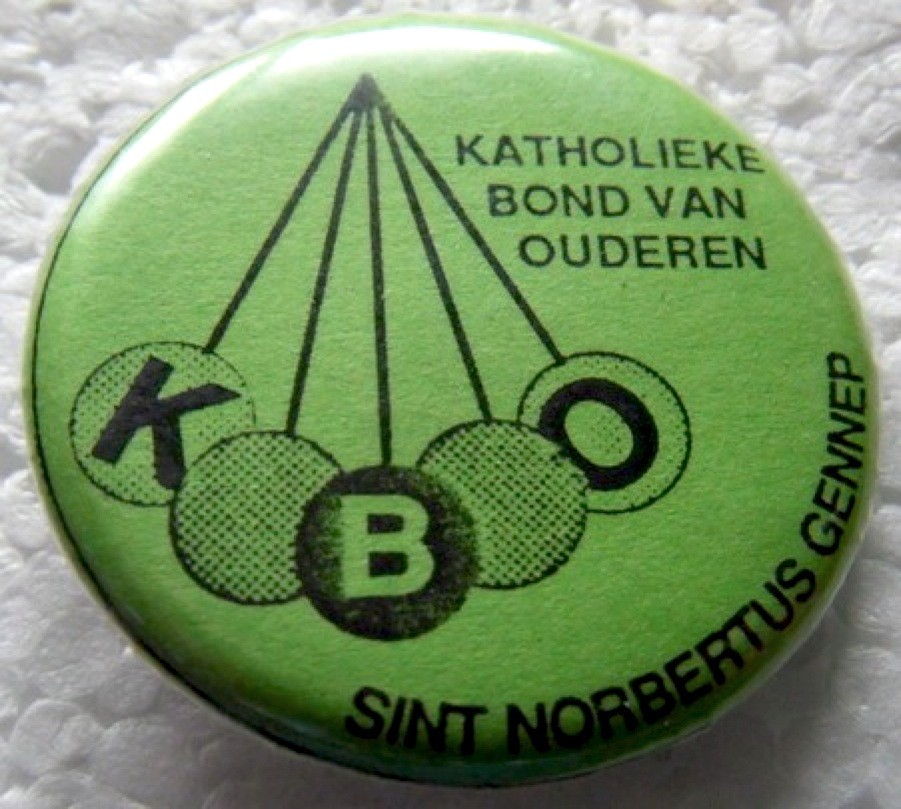 KATHOLIEKE
BOND VAN
OUDEREN
K
B
O
SINT NORBERTUS GENNEP